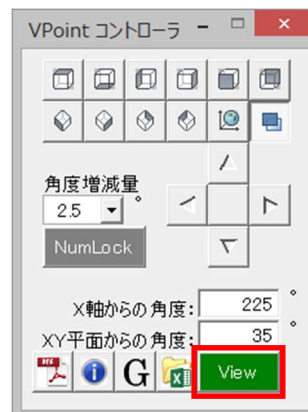 VPoint コントローラ
角度増減量
2.5 °
NumLock
X軸からの角度: 225 °
XY平面からの角度: 35 °
PDF i G X View